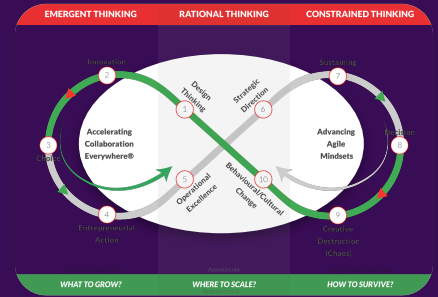 EMERGENT THINKING
RATIONAL THINKING
CONSTRAINED THINKING
Innovation
2
Design
Thinking
1
Strategic
Direction
6
Sustaining
7
3
Choice
Accelerating
Collaboration
Everywhere®
Advancing
Agile
Mindsets
Decision
8
5
Operational
Excellence
10
Behavioural/Cultural
Change
4
Entrepreneurial
Action
9
Creative
Destruction
(Chaos)
WHAT TO GROW?
WHERE TO SCALE?
HOW TO SURVIVE?